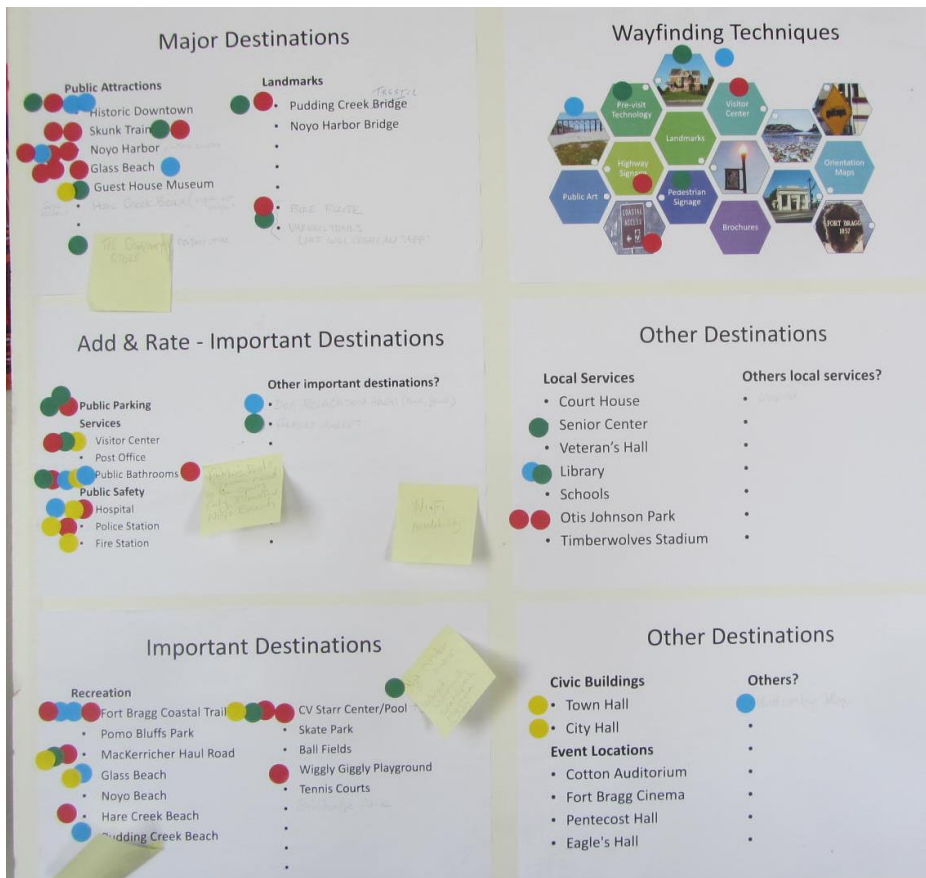 Major Destinations
Public Attractions
Historic Downtown
Skunk Train
Noyo Harbor
Glass Beach
Guest House Museum
Hare Creek Beach
Landmarks
Pudding Creek Bridge
Noyo Harbor Bridge
BIKE ROUTE
Wayfinding Techniques
Pre-visit Technology
Visitor Center
Landmarks
Highway
Orientation Maps
Public Art
Pedestrian Signage
COASTAL
ACCESS
Brochures
FORT BRAGG
1857
Add & Rate - Important Destinations
Public Parking
Services
Visitor Center
Post Office
Public Bathrooms
Public Safety
Hospital
Police Station
Fire Station
Other important destinations?
Other Destinations
Local Services
Court House
Senior Center
Veteran's Hall
Library
Schools
Otis Johnson Park
Timberwolves Stadium
Others local services?
Important Destinations
Recreation
Fort Bragg Coastal Trail
Pomo Bluffs Park
MacKerricher Haul Road
Glass Beach
Noyo Beach
Hare Creek Beach
Pudding Creek Beach
CV Starr Center/Pool
Skate Park
Ball Fields
Wiggly Giggly Playground
Tennis Courts
Other Destinations
Civic Buildings
Town Hall
City Hall
Event Locations
Cotton Auditorium
Fort Bragg Cinema
Pentecost Hall
Eagle's Hall
Others?